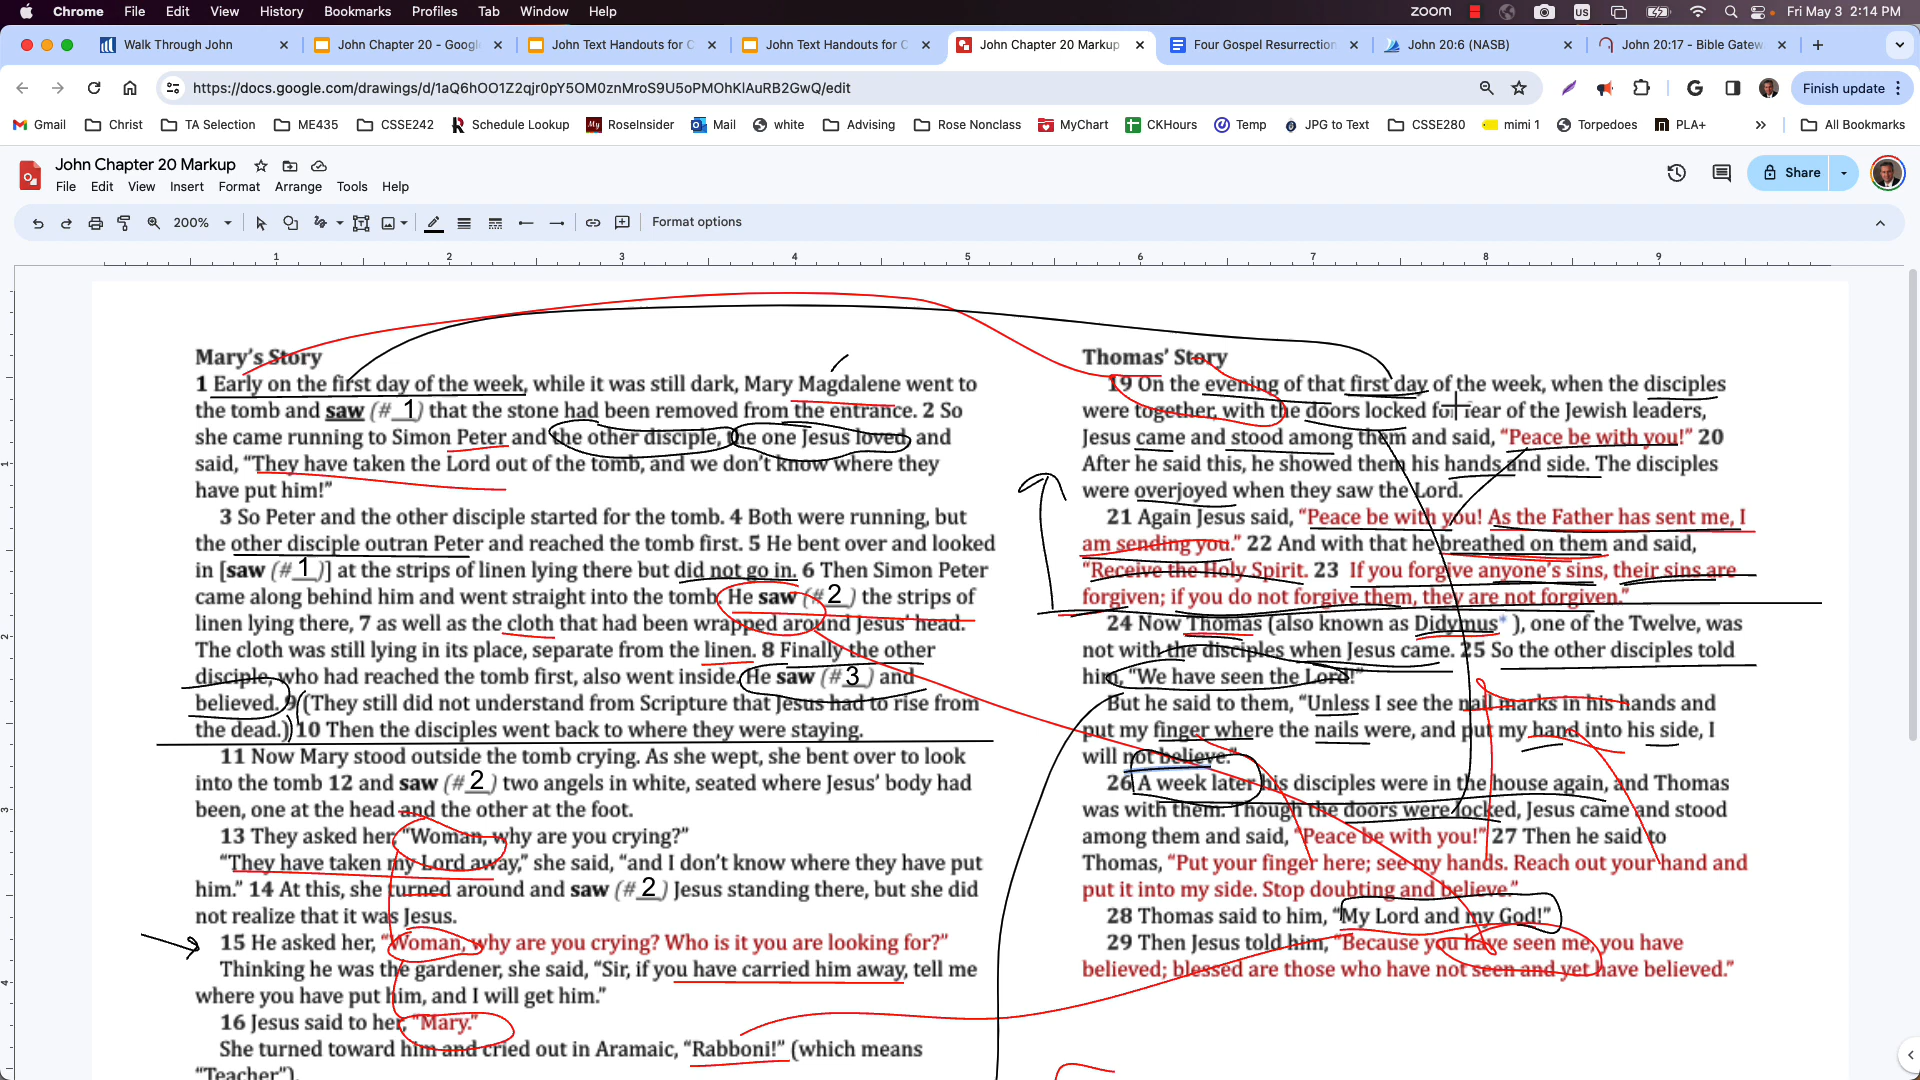 Chrome File Edit View History Bookmarks Profiles Tab Window Help zoom US Fri May 3 2:14 PM
Walk Through John John Chapter 20 - Google John Text Handouts for C John Text Handouts for C John Chapter 20 Markup Four Gospel Resurrection John 20:6 (NASB) John 20:17 - Bible Gatew
https://docs.google.com/drawings/d/1aQ6hOO1Z2qjr0pY5OM0znMroS9U5oPMOhKlAuRB2GwQ/edit Finish update
Gmail Christ TA Selection ME435 CSSE242 Schedule Lookup RoseInsider Mail white Advising Rose Nonclass MyChart CKHours Temp JPG to Text CSSE280 mimi 1 Torpedoes PLA+ » All Bookmarks
John Chapter 20 Markup
File Edit View Insert Format Arrange Tools Help
Share
200% Format options
1 2 3 4 5 6 7 8 9
Mary's Story
1 Early on the first day of the week, while it was still dark, Mary Magdalene went to
the tomb and saw (#_1) that the stone had been removed from the entrance. 2 So
she came running to Simon Peter and the other disciple, the one Jesus loved, and
said, “They have taken the Lord out of the tomb, and we don't know where they
have put him!”
3 So Peter and the other disciple started for the tomb. 4 Both were running, but
the other disciple outran Peter and reached the tomb first. 5 He bent over and looked
in [saw (#_1_)] at the strips of linen lying there but did not go in. 6 Then Simon Peter
came along behind him and went straight into the tomb. He saw (#_2_) the strips of
linen lying there, 7 as well as the cloth that had been wrapped around Jesus' head.
The cloth was still lying in its place, separate from the linen. 8 Finally the other
disciple, who had reached the tomb first, also went inside. He saw (#_3_) and
believed. 9 (They still did not understand from Scripture that Jesus had to rise from
the dead.) 10 Then the disciples went back to where they were staying.
11 Now Mary stood outside the tomb crying. As she wept, she bent over to look
into the tomb 12 and saw (#_2_) two angels in white, seated where Jesus' body had
been, one at the head and the other at the foot.
13 They asked her, “Woman, why are you crying?”
“They have taken my Lord away,” she said, “and I don't know where they have put
him.” 14 At this, she turned around and saw (#_2_) Jesus standing there, but she did
not realize that it was Jesus.
15 He asked her, “Woman, why are you crying? Who is it you are looking for?”
Thinking he was the gardener, she said, “Sir, if you have carried him away, tell me
where you have put him, and I will get him.”
16 Jesus said to her, “Mary.”
She turned toward him and cried out in Aramaic, “Rabboni!” (which means
“Teacher”).
Thomas' Story
19 On the evening of that first day of the week, when the disciples
were together, with the doors locked for fear of the Jewish leaders,
Jesus came and stood among them and said, “Peace be with you!” 20
After he said this, he showed them his hands and side. The disciples
were overjoyed when they saw the Lord.
21 Again Jesus said, “Peace be with you! As the Father has sent me, I
am sending you.” 22 And with that he breathed on them and said,
“Receive the Holy Spirit. 23 If you forgive anyone's sins, their sins are
forgiven; if you do not forgive them, they are not forgiven.”
24 Now Thomas (also known as Didymus* ), one of the Twelve, was
not with the disciples when Jesus came. 25 So the other disciples told
him, “We have seen the Lord!”
But he said to them, “Unless I see the nail marks in his hands and
put my finger where the nails were, and put my hand into his side, I
will not believe.”
26 A week later his disciples were in the house again, and Thomas
was with them. Though the doors were locked, Jesus came and stood
among them and said, “Peace be with you!” 27 Then he said to
Thomas, “Put your finger here; see my hands. Reach out your hand and
put it into my side. Stop doubting and believe.”
28 Thomas said to him, “My Lord and my God!”
29 Then Jesus told him, “Because you have seen me, you have
believed; blessed are those who have not seen and yet have believed.”